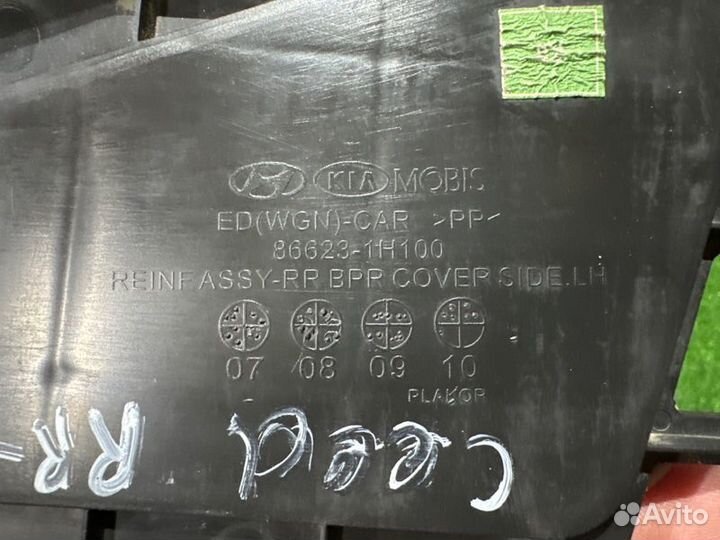 KIA MOBIS
ED(WGN)-CAR >PP<
86623-1H100
REINF ASSY-RR BPR COVER SIDE.LH
07 08 09 10
PLAKOR
Ceed RR-
Avito